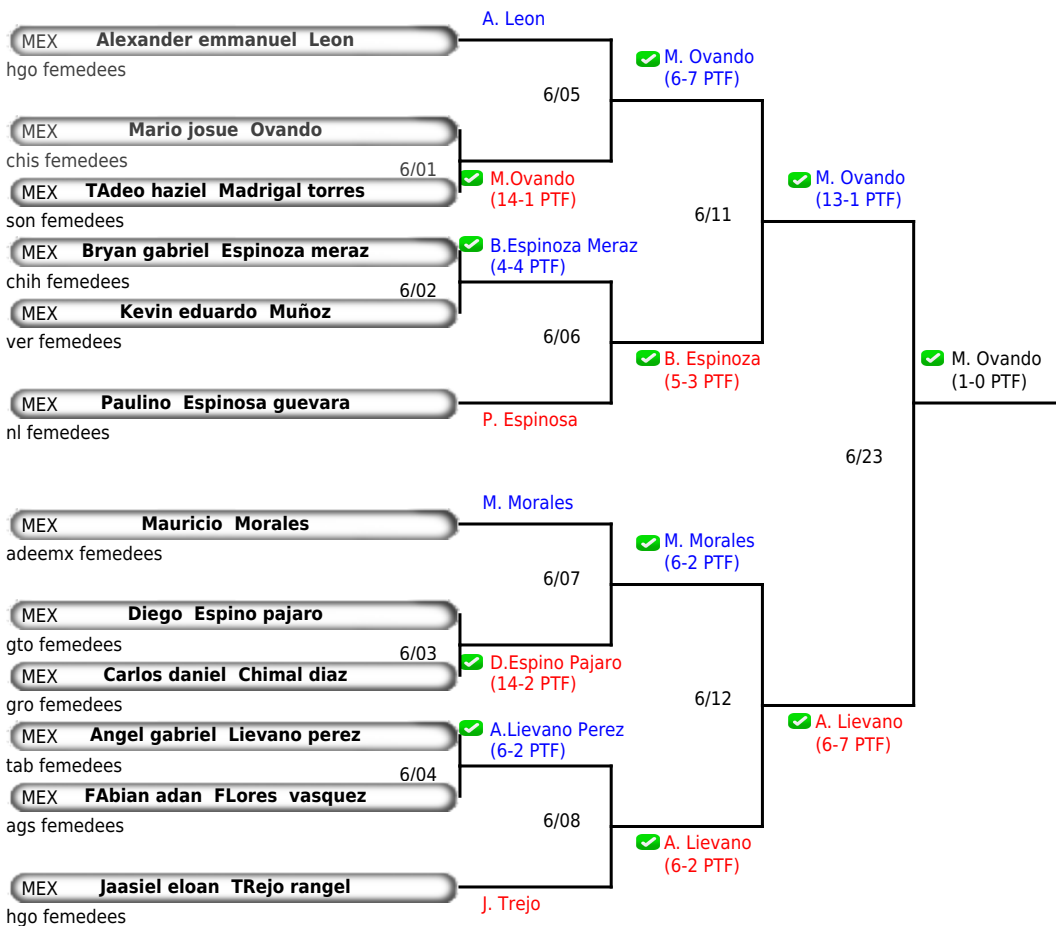 A. Leon
MEX Alexander emmanuel Leon
hgo femedees
M. Ovando
(6-7 PTF)
6/05
MEX Mario josue Ovando
chis femedees
6/01
M.Ovando
(14-1 PTF)
MEX TAdeo haziel Madrigal torres
son femedees
M. Ovando
(13-1 PTF)
6/11
MEX Bryan gabriel Espinoza meraz
chih femedees
B.Espinoza Meraz
(4-4 PTF)
6/02
MEX Kevin eduardo Muñoz
ver femedees
6/06
B. Espinoza
(5-3 PTF)
M. Ovando
(1-0 PTF)
MEX Paulino Espinosa guevara
nl femedees
P. Espinosa
6/23
M. Morales
MEX Mauricio Morales
adeemx femedees
M. Morales
(6-2 PTF)
6/07
MEX Diego Espino pajaro
gto femedees
6/03
D.Espino Pajaro
(14-2 PTF)
MEX Carlos daniel Chimal diaz
gro femedees
6/12
MEX Angel gabriel Lievano perez
tab femedees
A.Lievano Perez
(6-2 PTF)
A. Lievano
(6-7 PTF)
6/04
MEX FAbian adan FLores vasquez
ags femedees
6/08
A. Lievano
(6-2 PTF)
MEX Jaasiel eloan TRejo rangel
hgo femedees
J. Trejo